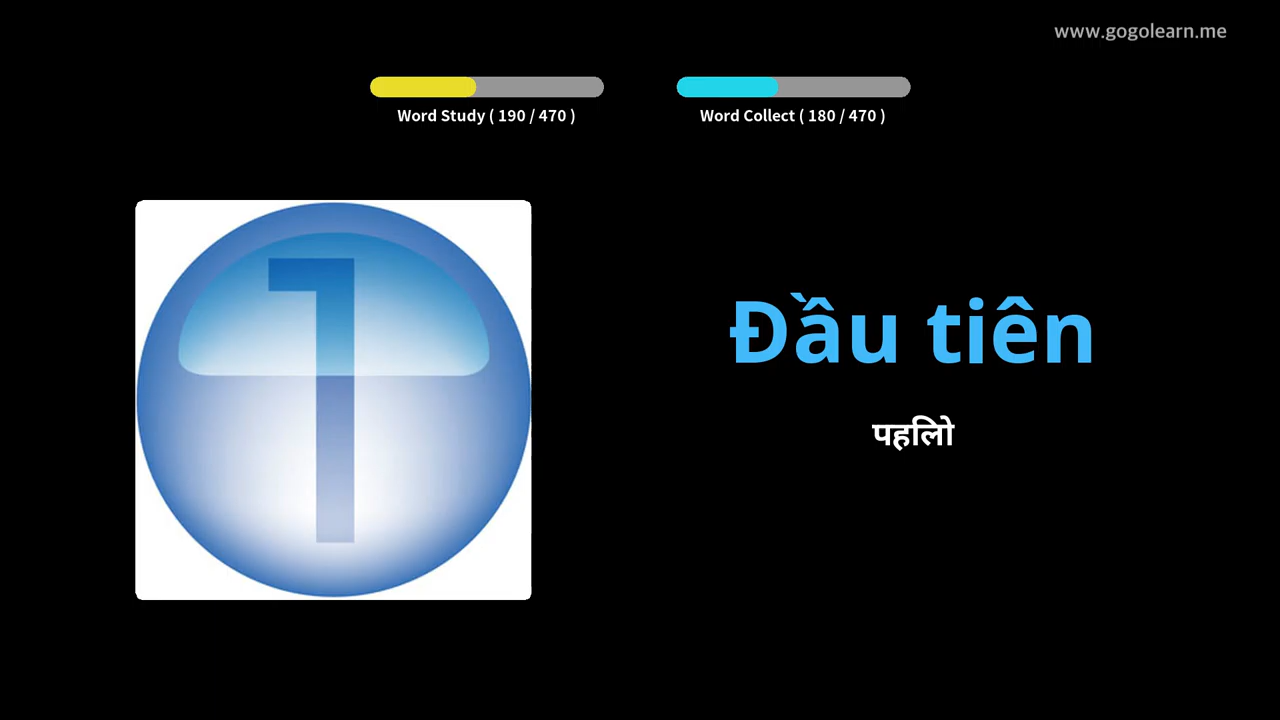 www.gogolearn.me
Word Study ( 190 / 470 )
Word Collect ( 180 / 470 )
1
Đầu tiên
पहिलो